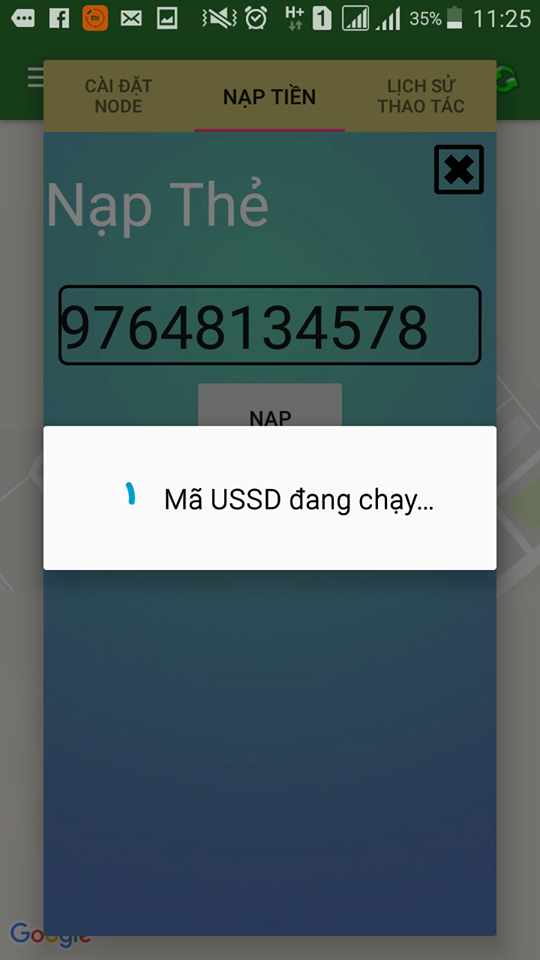 H+ 1 35% 11:25
CÀI ĐẶT
NODE
NẠP TIỀN
LỊCH SỬ
THAO TÁC
Nạp Thẻ
97648134578
NẠP
Mã USSD đang chạy...
Google